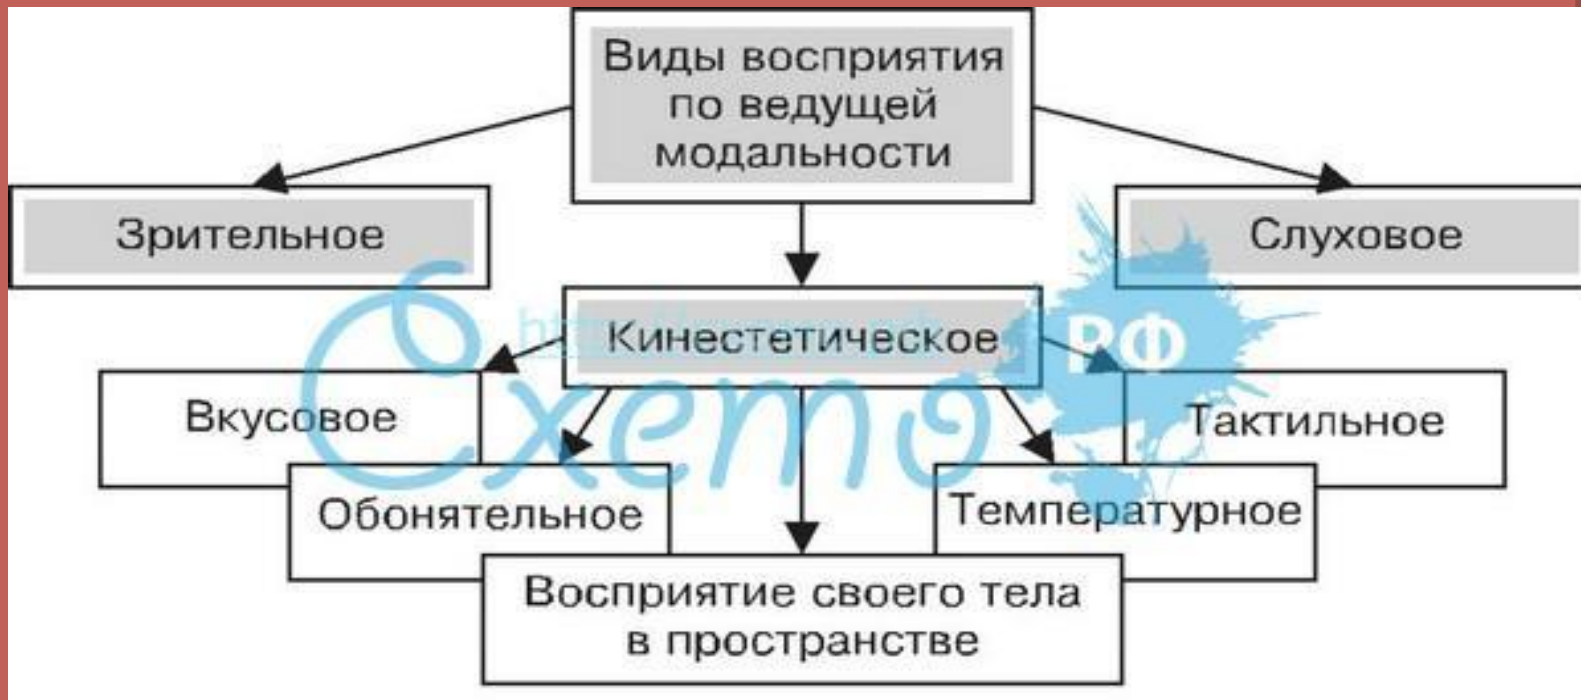 Виды восприятия
по ведущей
модальности
Зрительное
Слуховое
Кинестетическое
Вкусовое
Тактильное
Обонятельное
Температурное
Восприятие своего тела
в пространстве
Схемо
РФ